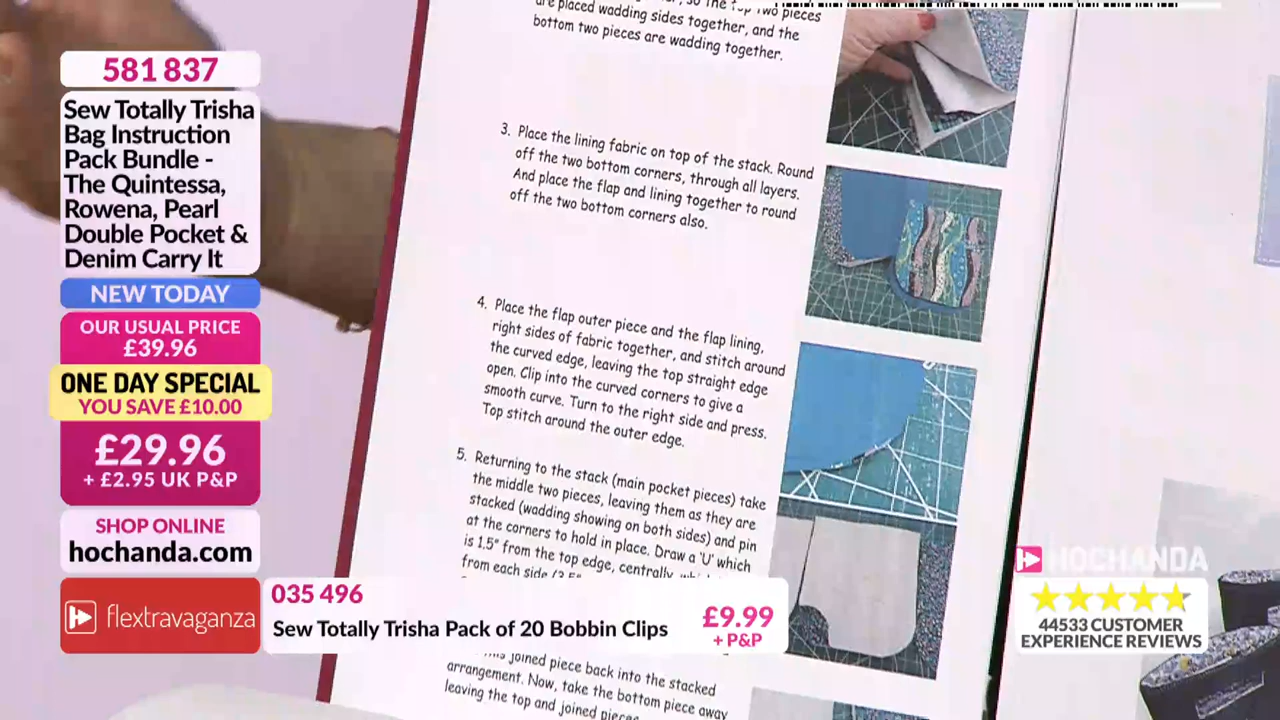 581 837
Sew Totally Trisha
Bag Instruction
Pack Bundle -
The Quintessa,
Rowena, Pearl
Double Pocket &
Denim Carry It
NEW TODAY
OUR USUAL PRICE
£39.96
ONE DAY SPECIAL
YOU SAVE £10.00
£29.96
+ £2.95 UK P&P
SHOP ONLINE
hochanda.com
flextravaganza
so the top two pieces
are placed wadding sides together, and the
bottom two pieces are wadding together.
3. Place the lining fabric on top of the stack. Round
off the two bottom corners, through all layers.
And place the flap and lining together to round
off the two bottom corners also.
4. Place the flap outer piece and the flap lining,
right sides of fabric together, and stitch around
the curved edge, leaving the top straight edge
open. Clip into the curved corners to give a
smooth curve. Turn to the right side and press.
Top stitch around the outer edge.
5. Returning to the stack (main pocket pieces) take
the middle two pieces, leaving them as they are
stacked (wadding showing on both sides) and pin
at the corners to hold in place. Draw a 'U' which
is 1.5" from the top edge, centrally
from each side
035 496
Sew Totally Trisha Pack of 20 Bobbin Clips
£9.99
+ P&P
joined piece back into the stacked
arrangement. Now, take the bottom piece away
leaving the top and joined pieces
HOCHANDA
44533 CUSTOMER
EXPERIENCE REVIEWS